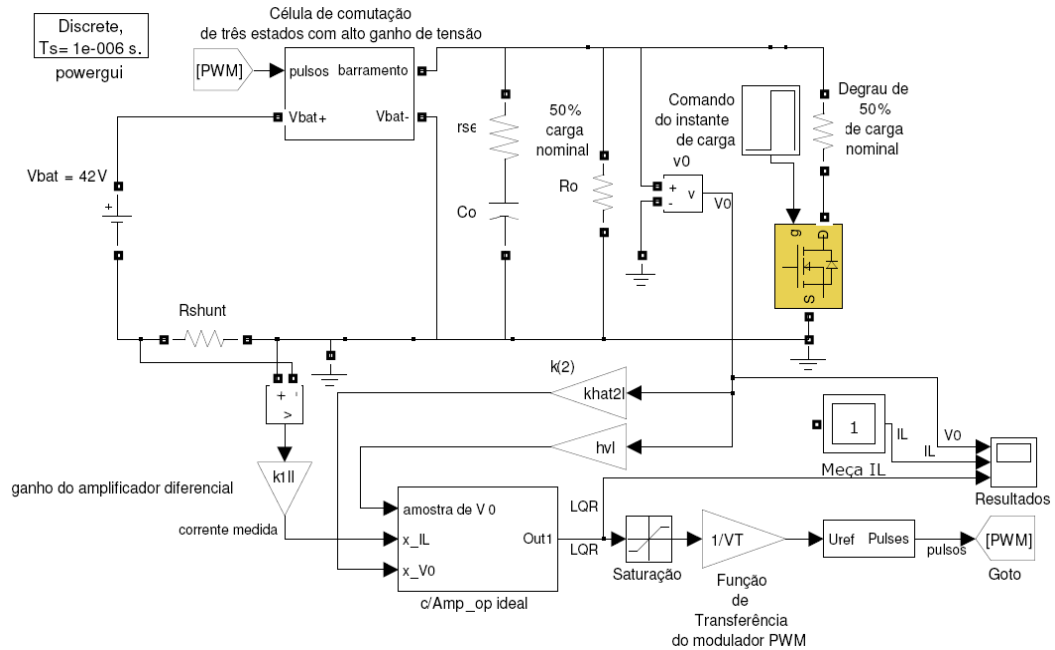 Discrete,
Ts= 1e-006 s.
powergui
Célula de comutação
de três estados com alto ganho de tensão
[PWM]
pulsos
barramento
Vbat+
Vbat-
Vbat = 42V
+
rse
Co
50%
carga
nominal
Ro
Comando
do instante
de carga
v0
+
-
v
V0
Degrau de
50%
de carga
nominal
g
D
S
Rshunt
+
-
v
k1ll
ganho do amplificador diferencial
corrente medida
k(2)
khat2l
hvl
amostra de V 0
x_IL
x_V0
Out1
c/Amp_op ideal
LQR
LQR
Saturação
1/VT
Função
de
Transferência
do modulador PWM
Uref
Pulses
pulsos
[PWM]
Goto
1
Meça IL
IL
IL
V0
Resultados